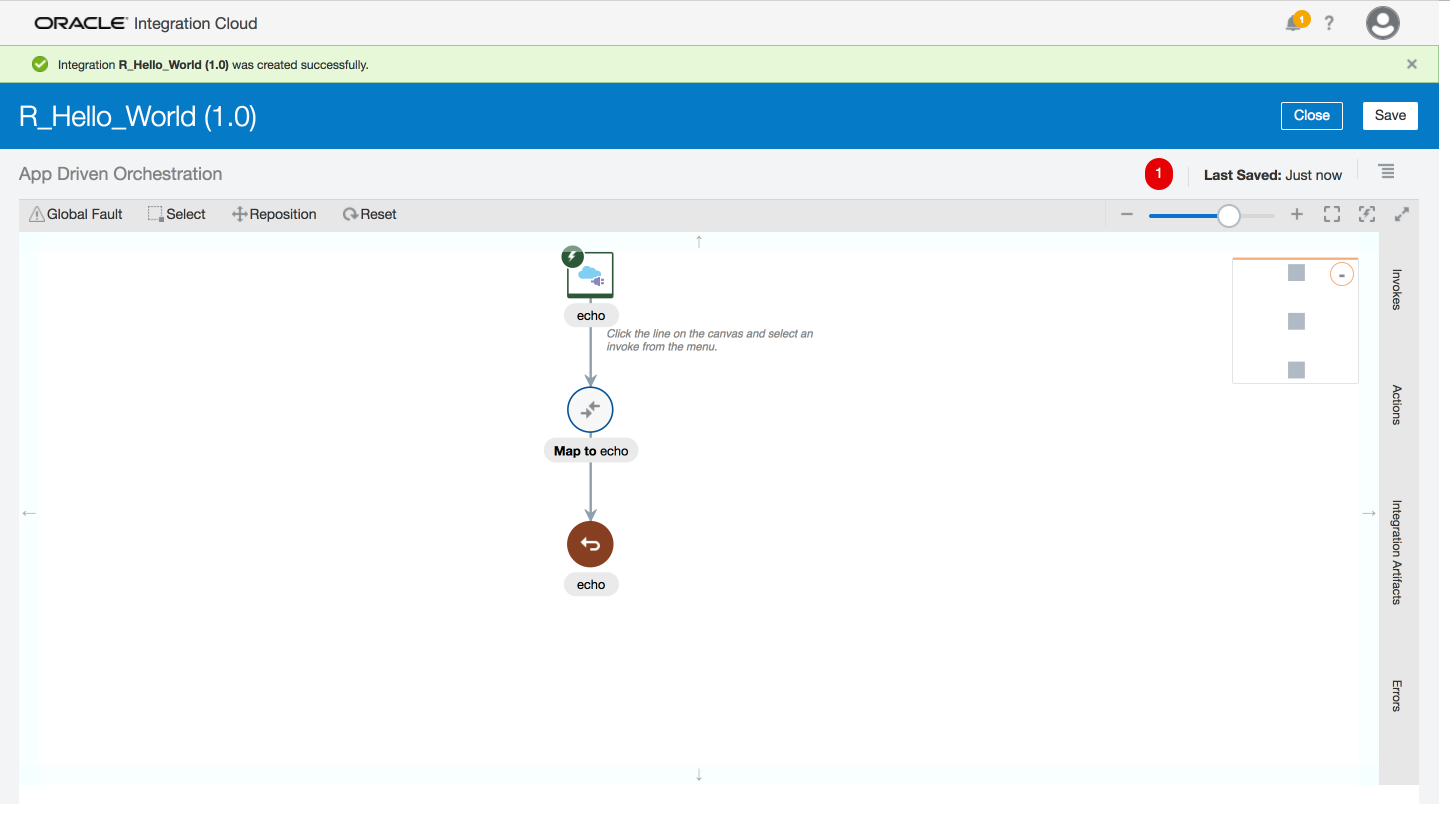 ORACLE Integration Cloud
1
?
Integration R_Hello_World (1.0) was created successfully.
R_Hello_World (1.0)
Close
Save
App Driven Orchestration
1
Last Saved: Just now
Global Fault
Select
Reposition
Reset
echo
Click the line on the canvas and select an
invoke from the menu.
Map to echo
echo
Invokes
Actions
Integration Artifacts
Errors